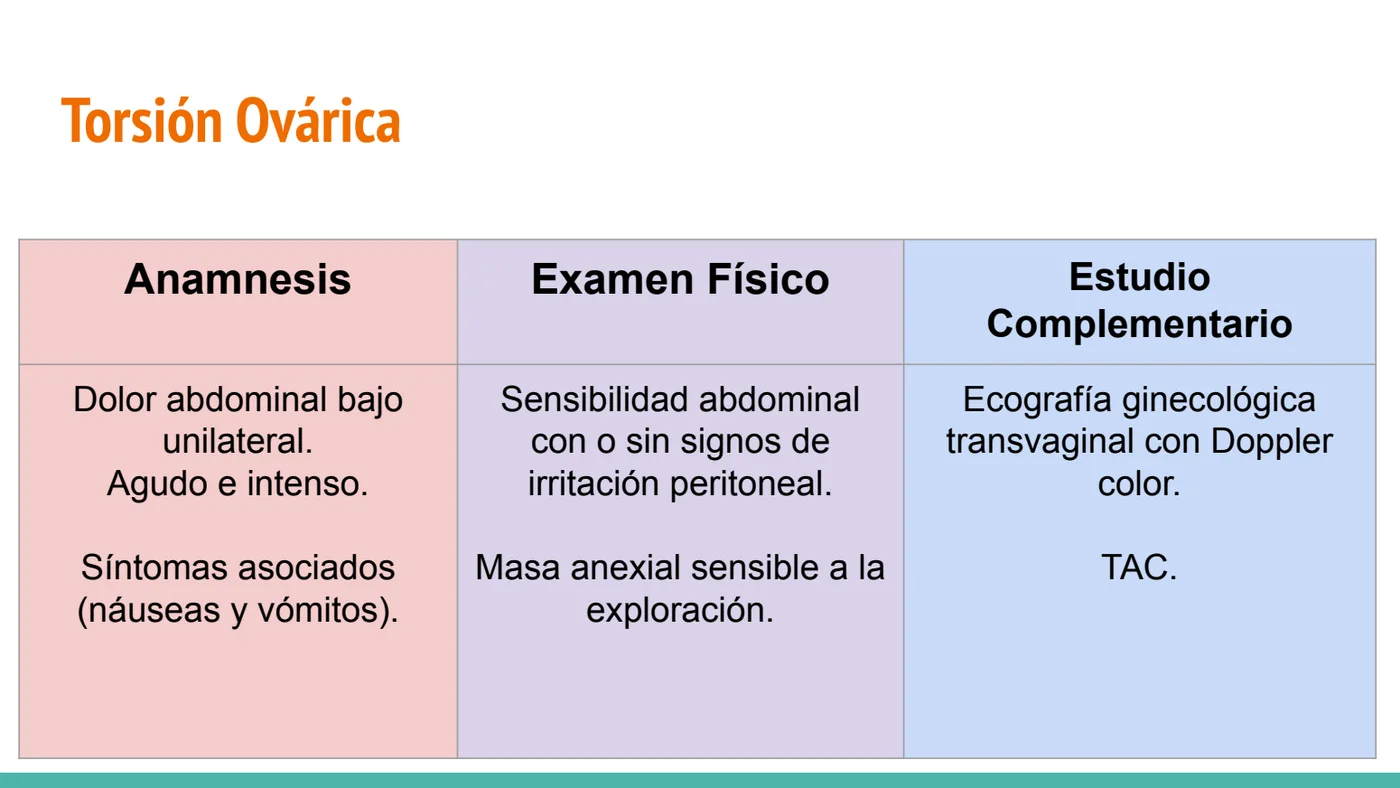 Torsión Ovárica
Anamnesis
Examen Físico
Estudio
Complementario
Dolor abdominal bajo
unilateral.
Agudo e intenso.
Síntomas asociados
(náuseas y vómitos).
Sensibilidad abdominal
con o sin signos de
irritación peritoneal.
Masa anexial sensible a la
exploración.
Ecografía ginecológica
transvaginal con Doppler
color.
TAC.